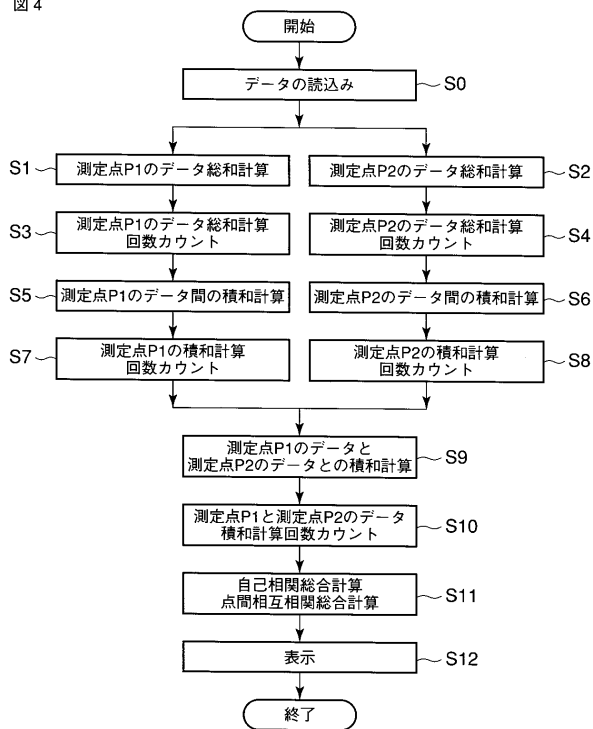 図4
開始
データの読込み
S0
S1
測定点P1のデータ総和計算
測定点P2のデータ総和計算
S2
S3
測定点P1のデータ総和計算
回数カウント
測定点P2のデータ総和計算
回数カウント
S4
S5
測定点P1のデータ間の積和計算
測定点P2のデータ間の積和計算
S6
S7
測定点P1の積和計算
回数カウント
測定点P2の積和計算
回数カウント
S8
測定点P1のデータと
測定点P2のデータとの積和計算
S9
測定点P1と測定点P2のデータ
積和計算回数カウント
S10
自己相関総合計算
点間相互相関総合計算
S11
表示
S12
終了